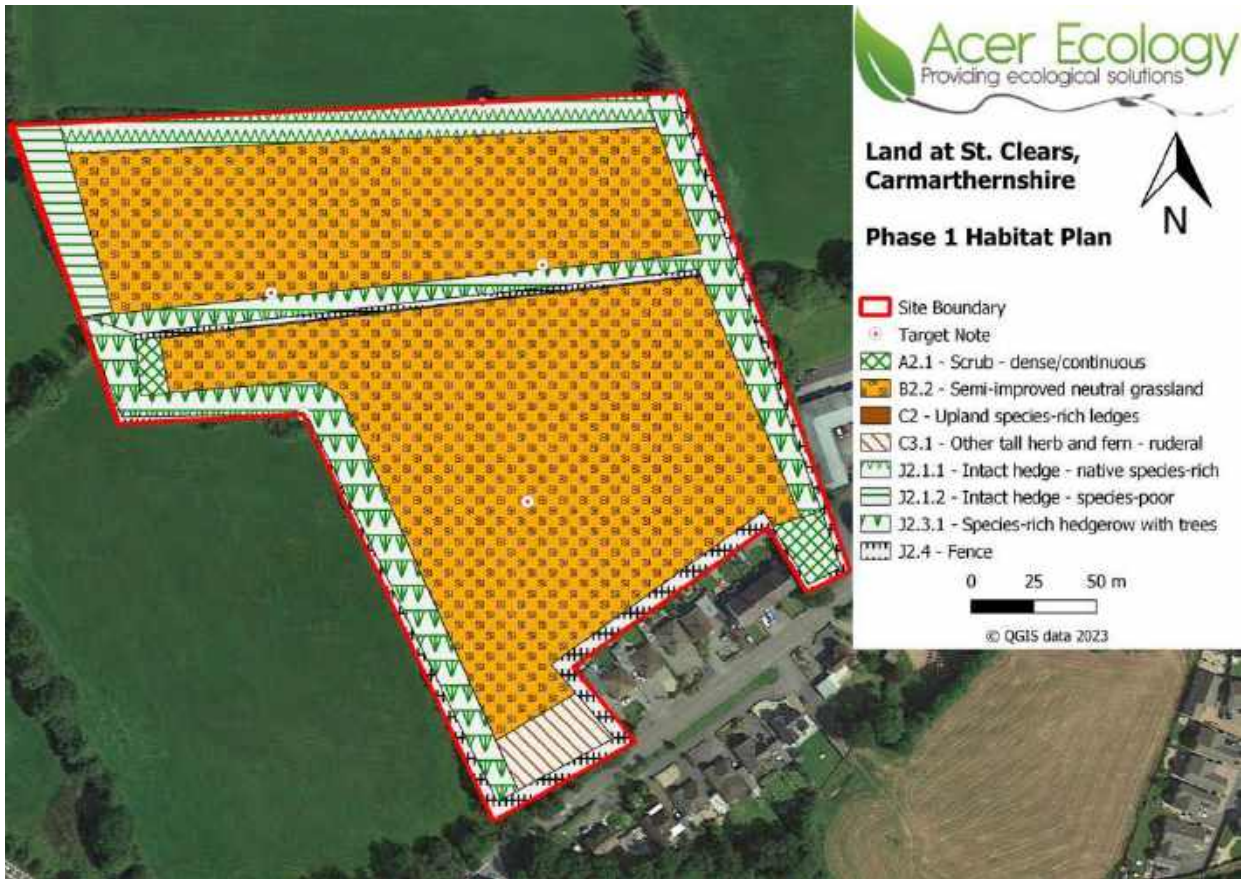 Acer Ecology
Providing ecological solutions
Land at St. Clears,
Carmarthernshire
N
Phase 1 Habitat Plan
Site Boundary
Target Note
A2.1 - Scrub - dense/continuous
B2.2 - Semi-improved neutral grassland
C2 - Upland species-rich ledges
C3.1 - Other tall herb and fern - ruderal
J2.1.1 - Intact hedge - native species-rich
J2.1.2 - Intact hedge - species-poor
J2.3.1 - Species-rich hedgerow with trees
J2.4 - Fence
0 25 50 m
© QGIS data 2023